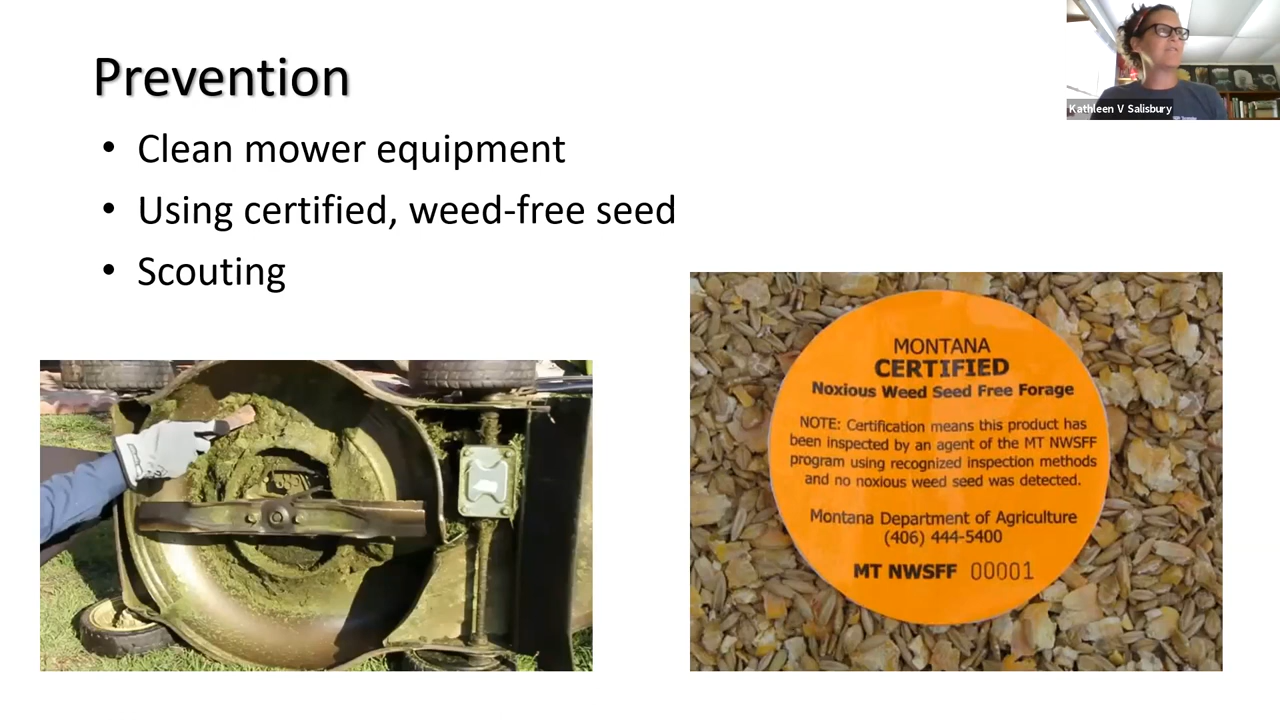 Prevention
• Clean mower equipment
• Using certified, weed-free seed
• Scouting
Kathleen V Salisbury
MONTANA
CERTIFIED
Noxious Weed Seed Free Forage
NOTE: Certification means this product has
been inspected by an agent of the MT NWSFF
program using recognized inspection methods
and no noxious weed seed was detected.
Montana Department of Agriculture
(406) 444-5400
MT NWSFF 00001